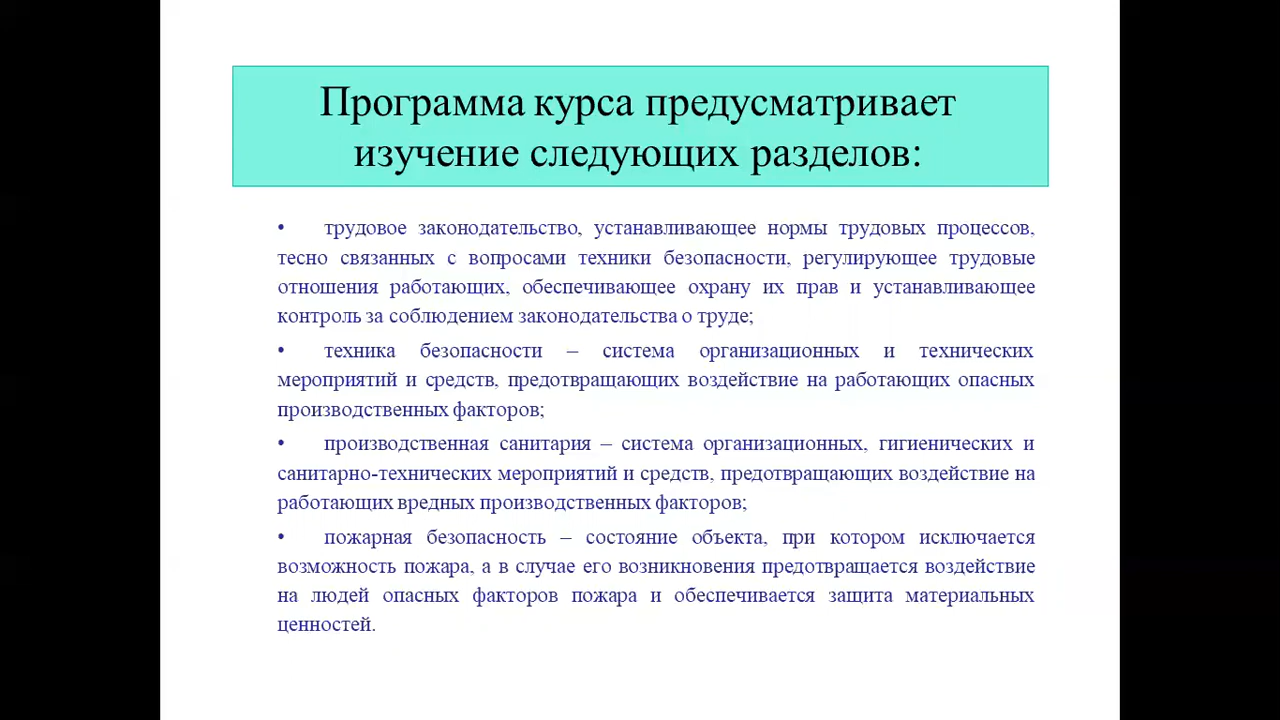 Программа курса предусматривает
изучение следующих разделов:
• трудовое законодательство, устанавливающее нормы трудовых процессов,
тесно связанных с вопросами техники безопасности, регулирующее трудовые
отношения работающих, обеспечивающее охрану их прав и устанавливающее
контроль за соблюдением законодательства о труде;
• техника безопасности – система организационных и технических
мероприятий и средств, предотвращающих воздействие на работающих опасных
производственных факторов;
• производственная санитария – система организационных, гигиенических и
санитарно-технических мероприятий и средств, предотвращающих воздействие на
работающих вредных производственных факторов;
• пожарная безопасность – состояние объекта, при котором исключается
возможность пожара, а в случае его возникновения предотвращается воздействие
на людей опасных факторов пожара и обеспечивается защита материальных
ценностей.